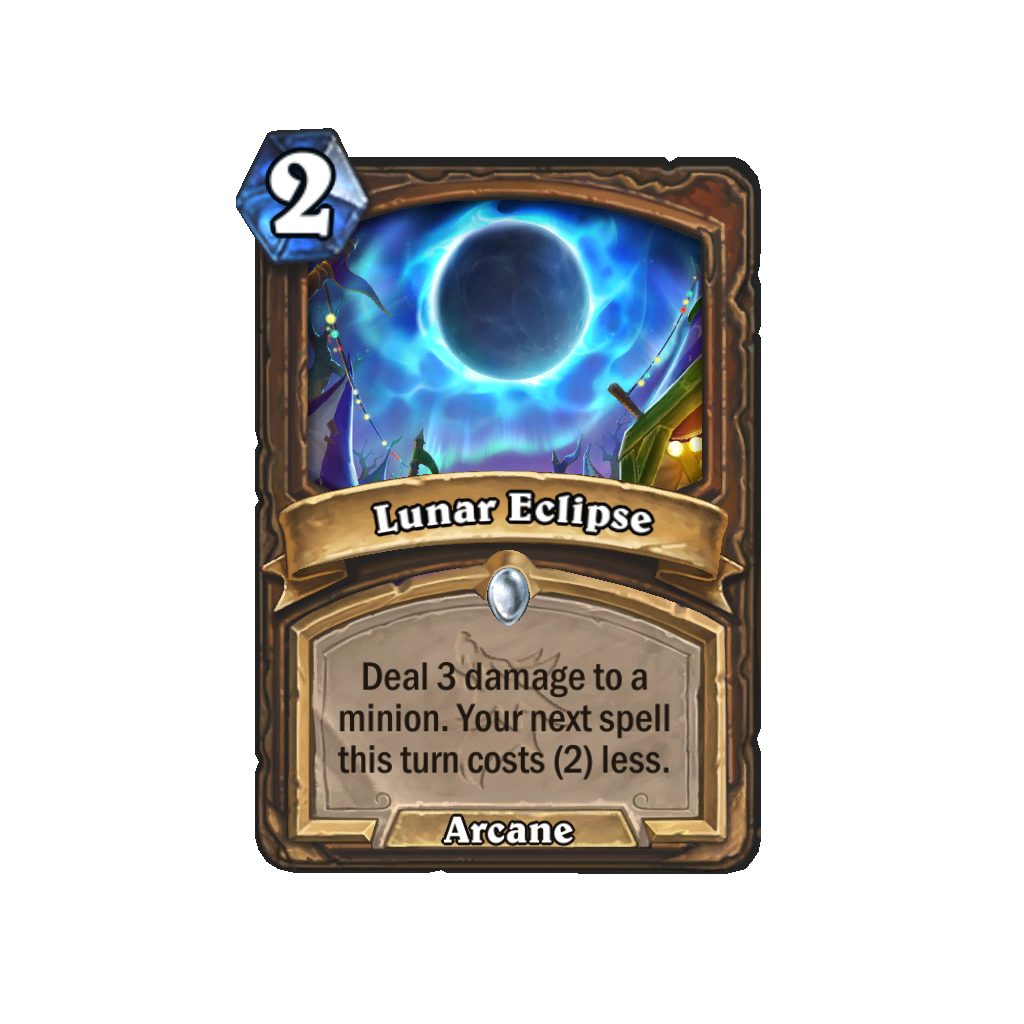 2
Lunar Eclipse
Deal 3 damage to a
minion. Your next spell
this turn costs (2) less.
Arcane